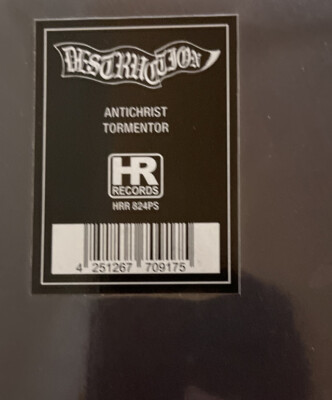 DESTRUCTION
ANTICHRIST
TORMENTOR
HR
RECORDS
HRR 824PS
4 251267 709175